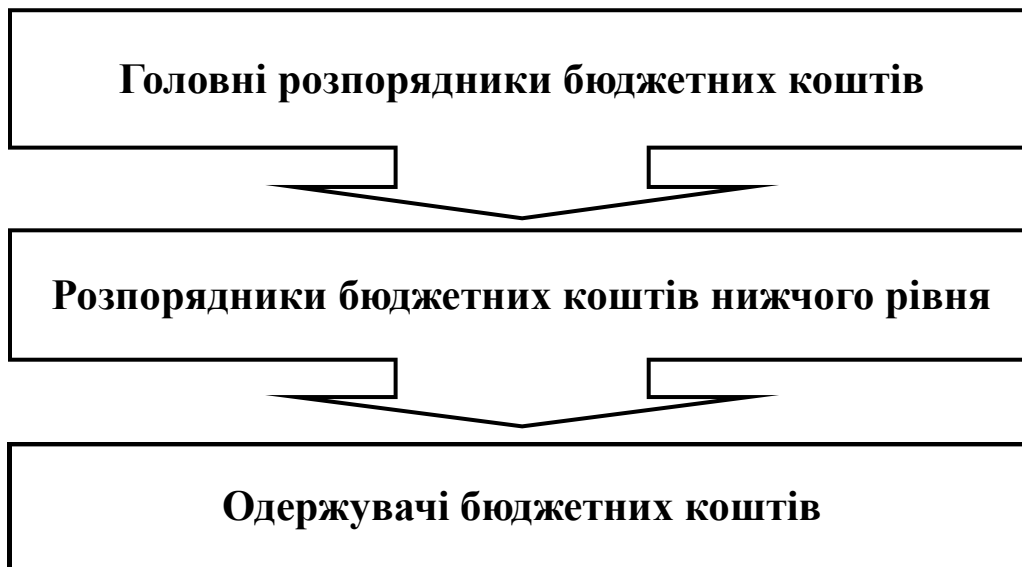 Головні розпорядники бюджетних коштів
Розпорядники бюджетних коштів нижчого рівня
Одержувачі бюджетних коштів